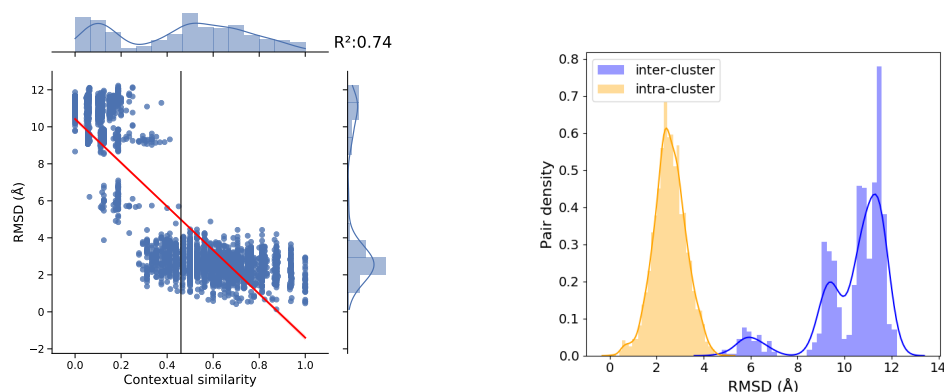 R²:0.74
12
10
8
6
4
2
0
−2
RMSD (Å)
0.0 0.2 0.4 0.6 0.8 1.0
Contextual similarity
inter-cluster
intra-cluster
0.8
0.7
0.6
0.5
0.4
0.3
0.2
0.1
0.0
Pair density
0 2 4 6 8 10 12 14
RMSD (Å)